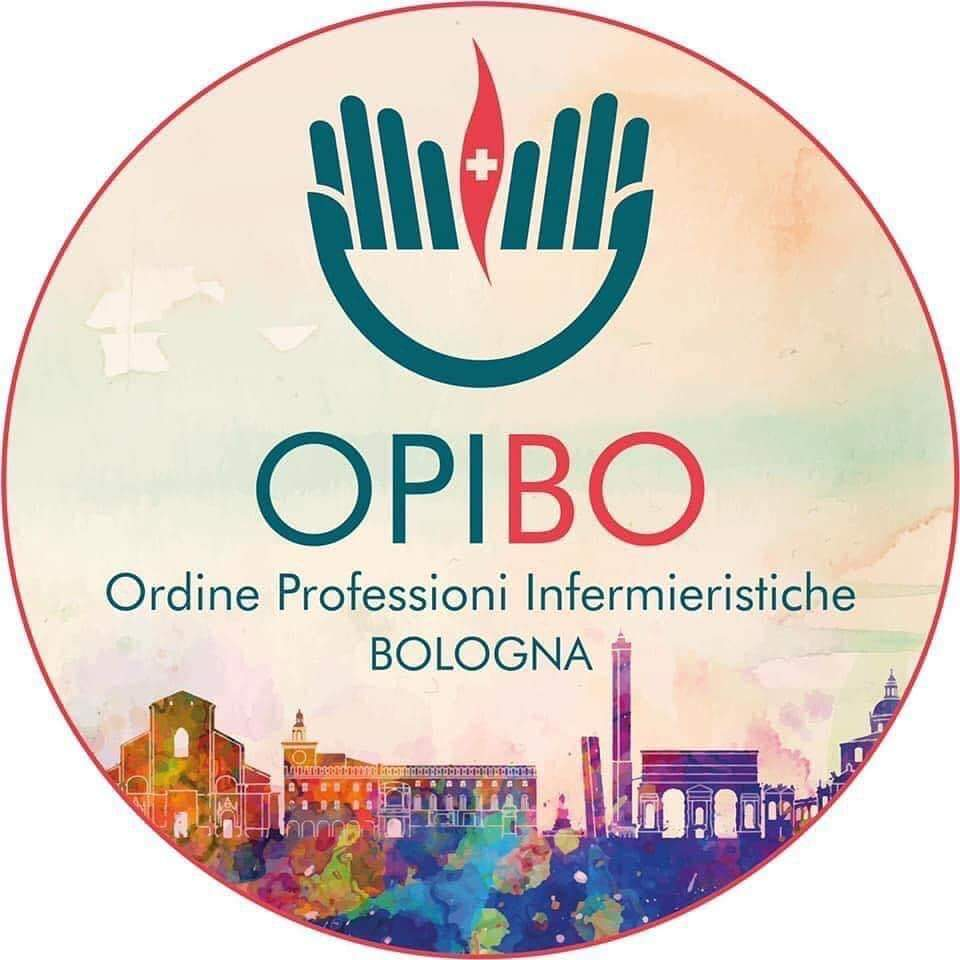 OPIBO
Ordine Professioni Infermieristiche
BOLOGNA